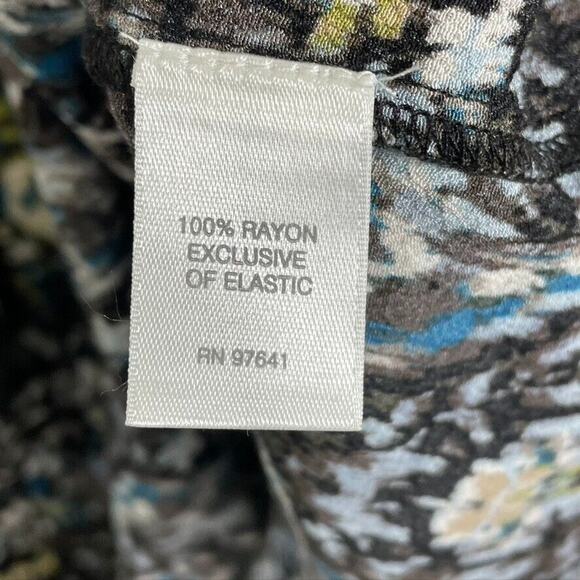 100% RAYON
EXCLUSIVE
OF ELASTIC
RN 97641